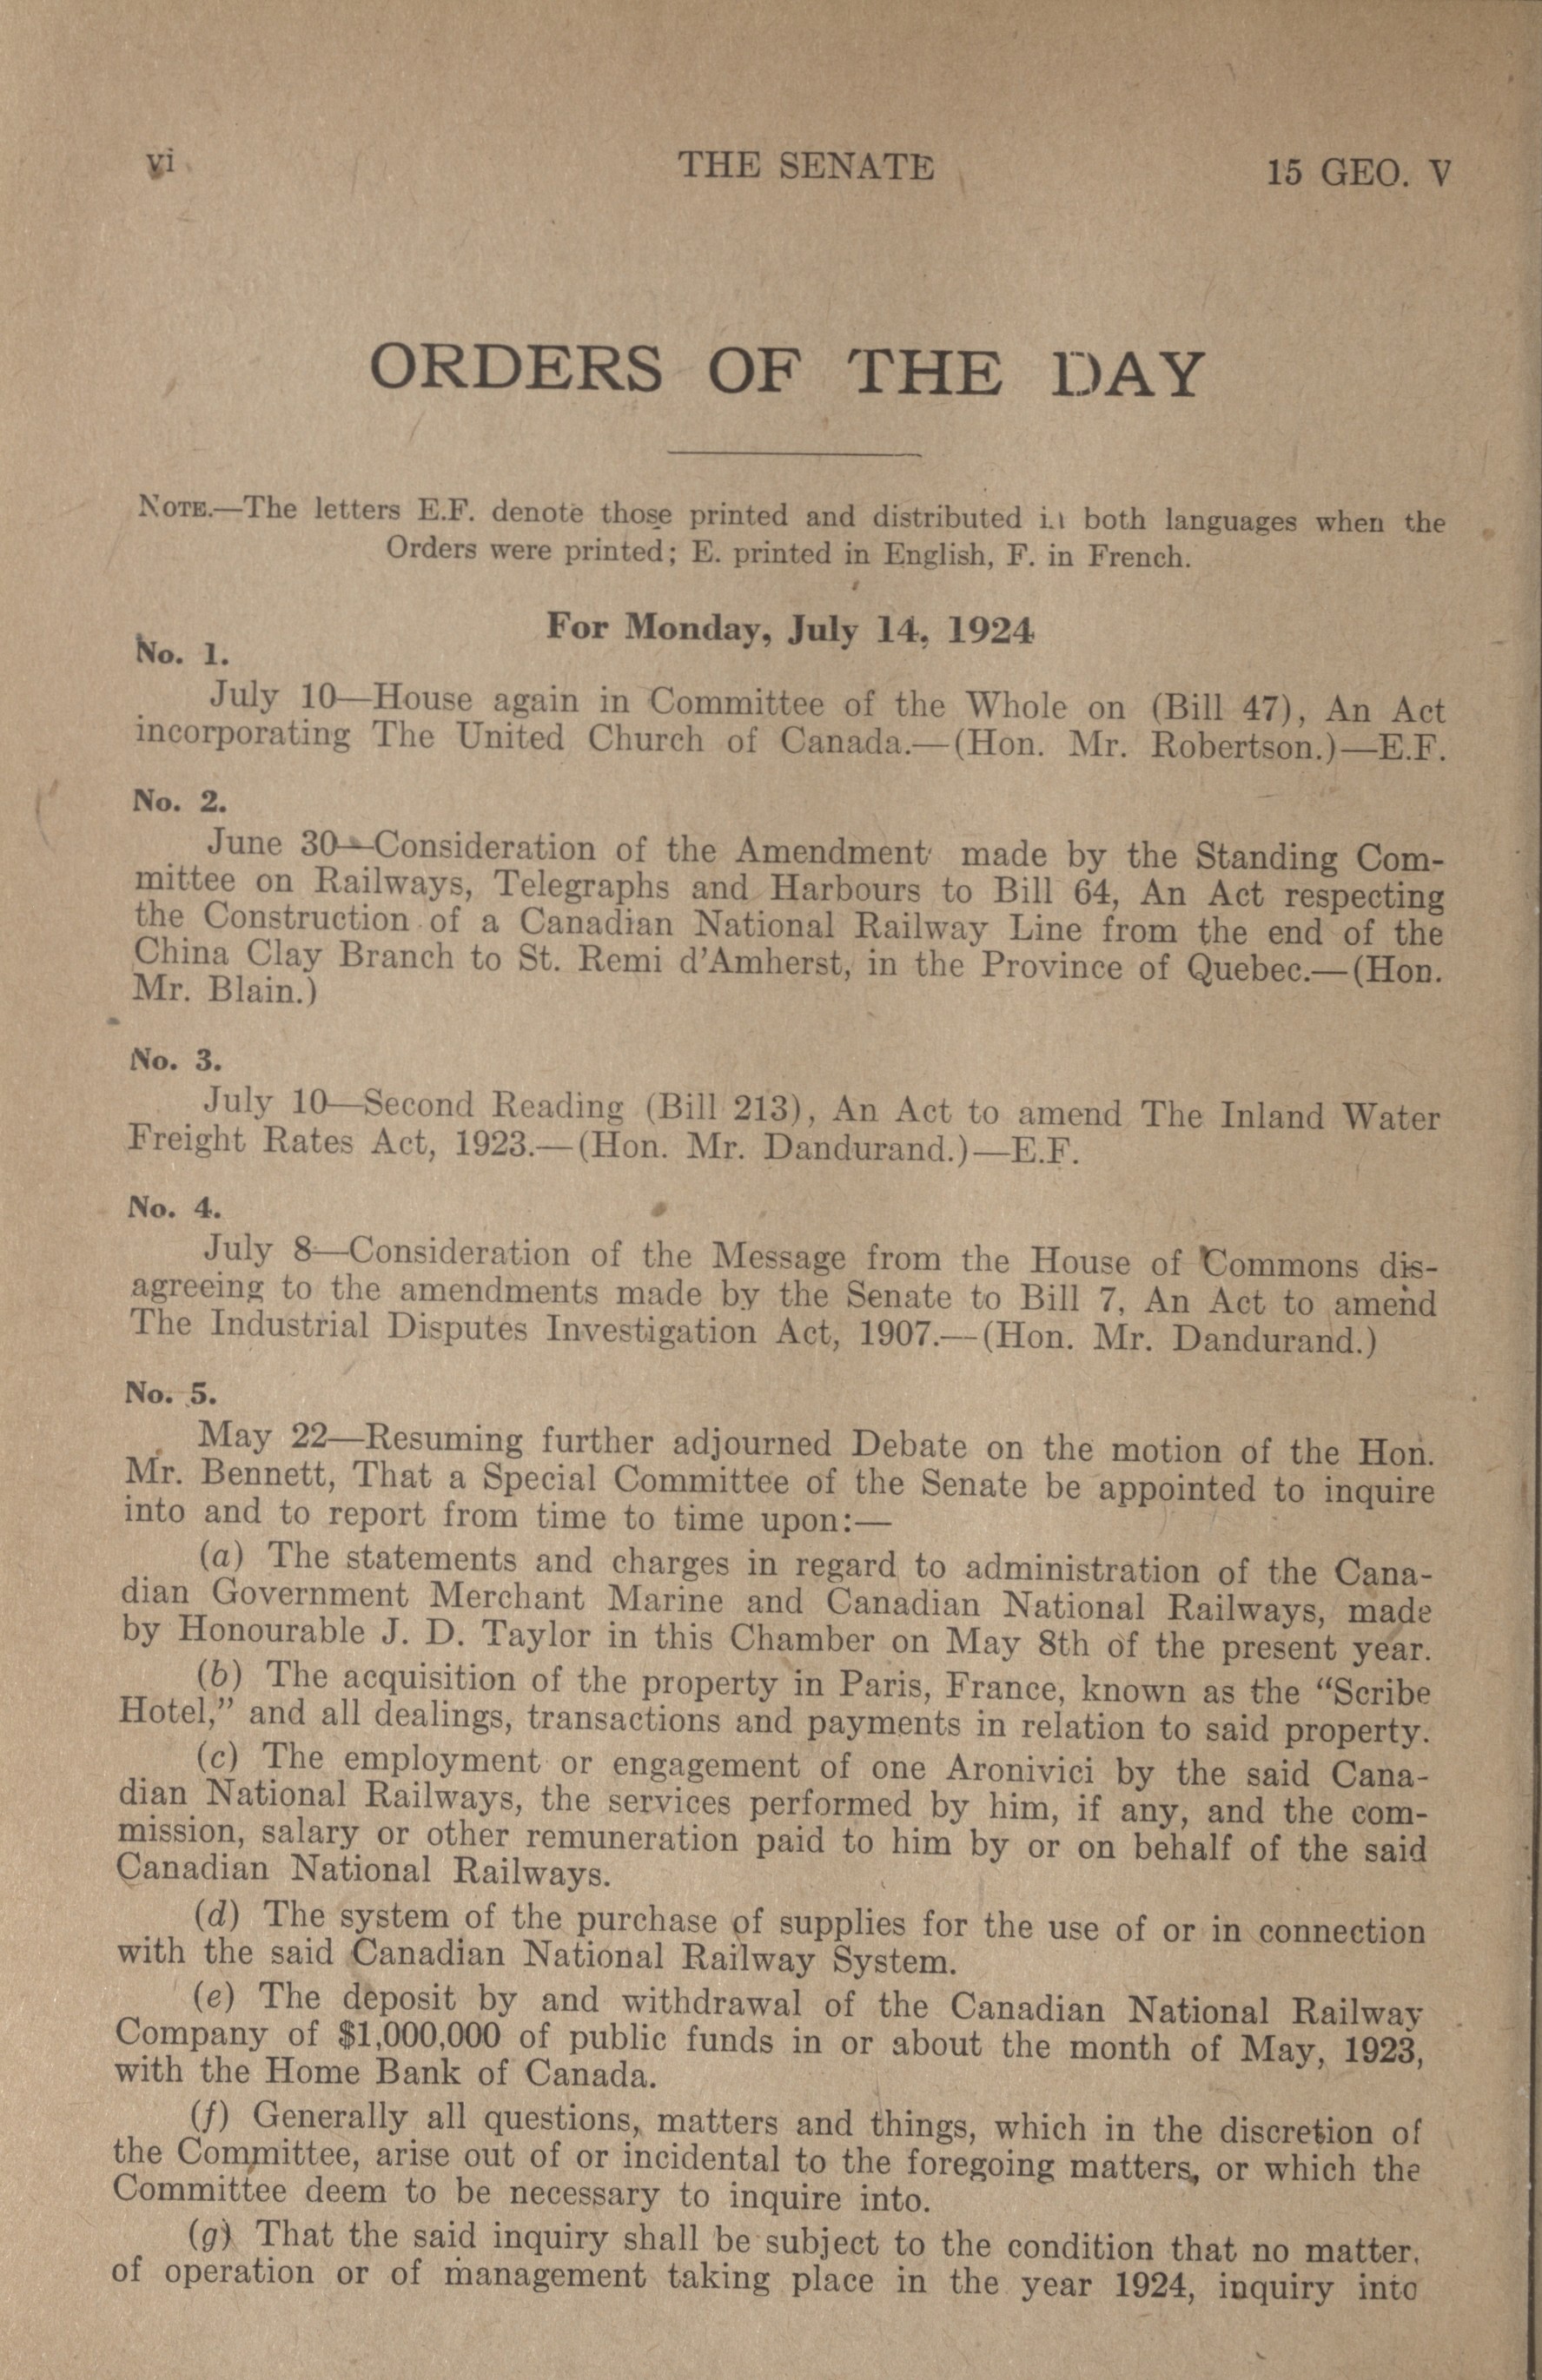 vi THE SENATE 15 GEO. V
ORDERS OF THE DAY
NOTE.—The letters E.F. denote those printed and distributed in both languages when the
Orders were printed; E. printed in English, F. in French.
For Monday, July 14, 1924
No. 1.
July 10—House again in Committee of the Whole on (Bill 47), An Act
incorporating The United Church of Canada.—(Hon. Mr. Robertson.)—E.F.
No. 2.
June 30—Consideration of the Amendment made by the Standing Com-
mittee on Railways, Telegraphs and Harbours to Bill 64, An Act respecting
the Construction of a Canadian National Railway Line from the end of the
China Clay Branch to St. Remi d'Amherst, in the Province of Quebec.—(Hon.
Mr. Blain.)
No. 3.
July 10—Second Reading (Bill 213), An Act to amend The Inland Water
Freight Rates Act, 1923.—(Hon. Mr. Dandurand.)—E.F.
No. 4.
July 8—Consideration of the Message from the House of Commons dis-
agreeing to the amendments made by the Senate to Bill 7, An Act to amend
The Industrial Disputes Investigation Act, 1907.—(Hon. Mr. Dandurand.)
No. 5.
May 22—Resuming further adjourned Debate on the motion of the Hon.
Mr. Bennett, That a Special Committee of the Senate be appointed to inquire
into and to report from time to time upon:—
(a) The statements and charges in regard to administration of the Cana-
dian Government Merchant Marine and Canadian National Railways, made
by Honourable J. D. Taylor in this Chamber on May 8th of the present year.
(b) The acquisition of the property in Paris, France, known as the "Scribe
Hotel," and all dealings, transactions and payments in relation to said property.
(c) The employment or engagement of one Aronivici by the said Cana-
dian National Railways, the services performed by him, if any, and the com-
mission, salary or other remuneration paid to him by or on behalf of the said
Canadian National Railways.
(d) The system of the purchase of supplies for the use of or in connection
with the said Canadian National Railway System.
(e) The deposit by and withdrawal of the Canadian National Railway
Company of $1,000,000 of public funds in or about the month of May, 1923,
with the Home Bank of Canada.
(f) Generally all questions, matters and things, which in the discretion of
the Committee, arise out of or incidental to the foregoing matters, or which the
Committee deem to be necessary to inquire into.
(g) That the said inquiry shall be subject to the condition that no matter,
of operation or of management taking place in the year 1924, inquiry into